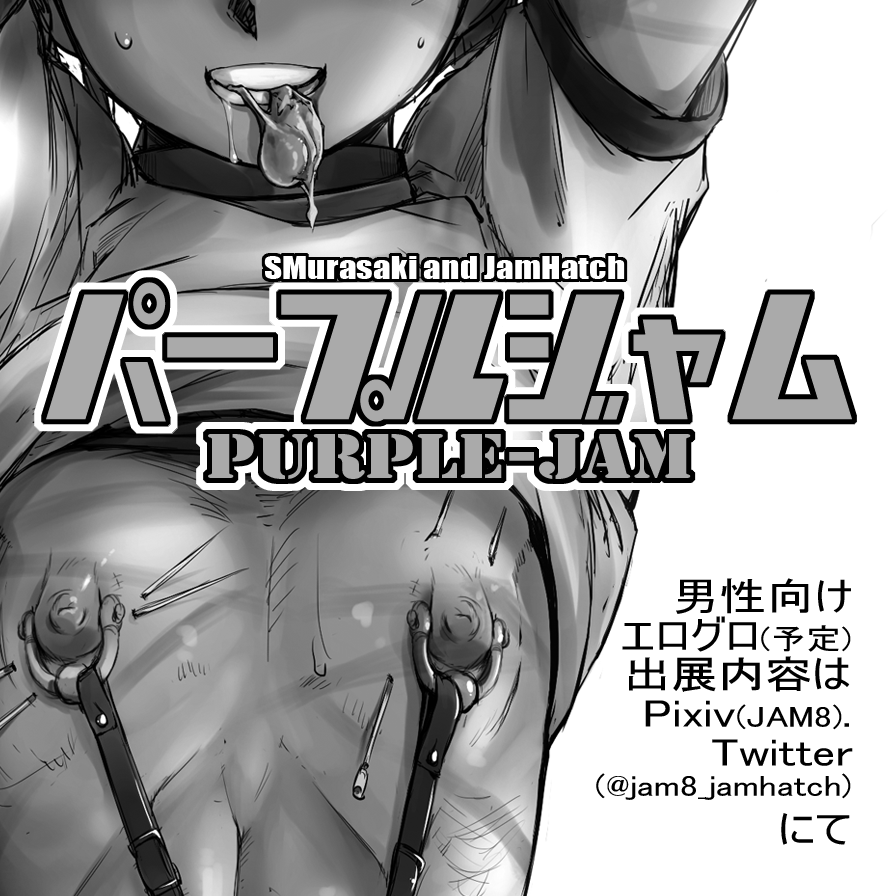 SMurasaki and JamHatch
パープルジャム
PURPLE-JAM
男性向け
エログロ(予定)
出展内容は
Pixiv(JAM8).
Twitter
(@jam8_jamhatch)
にて